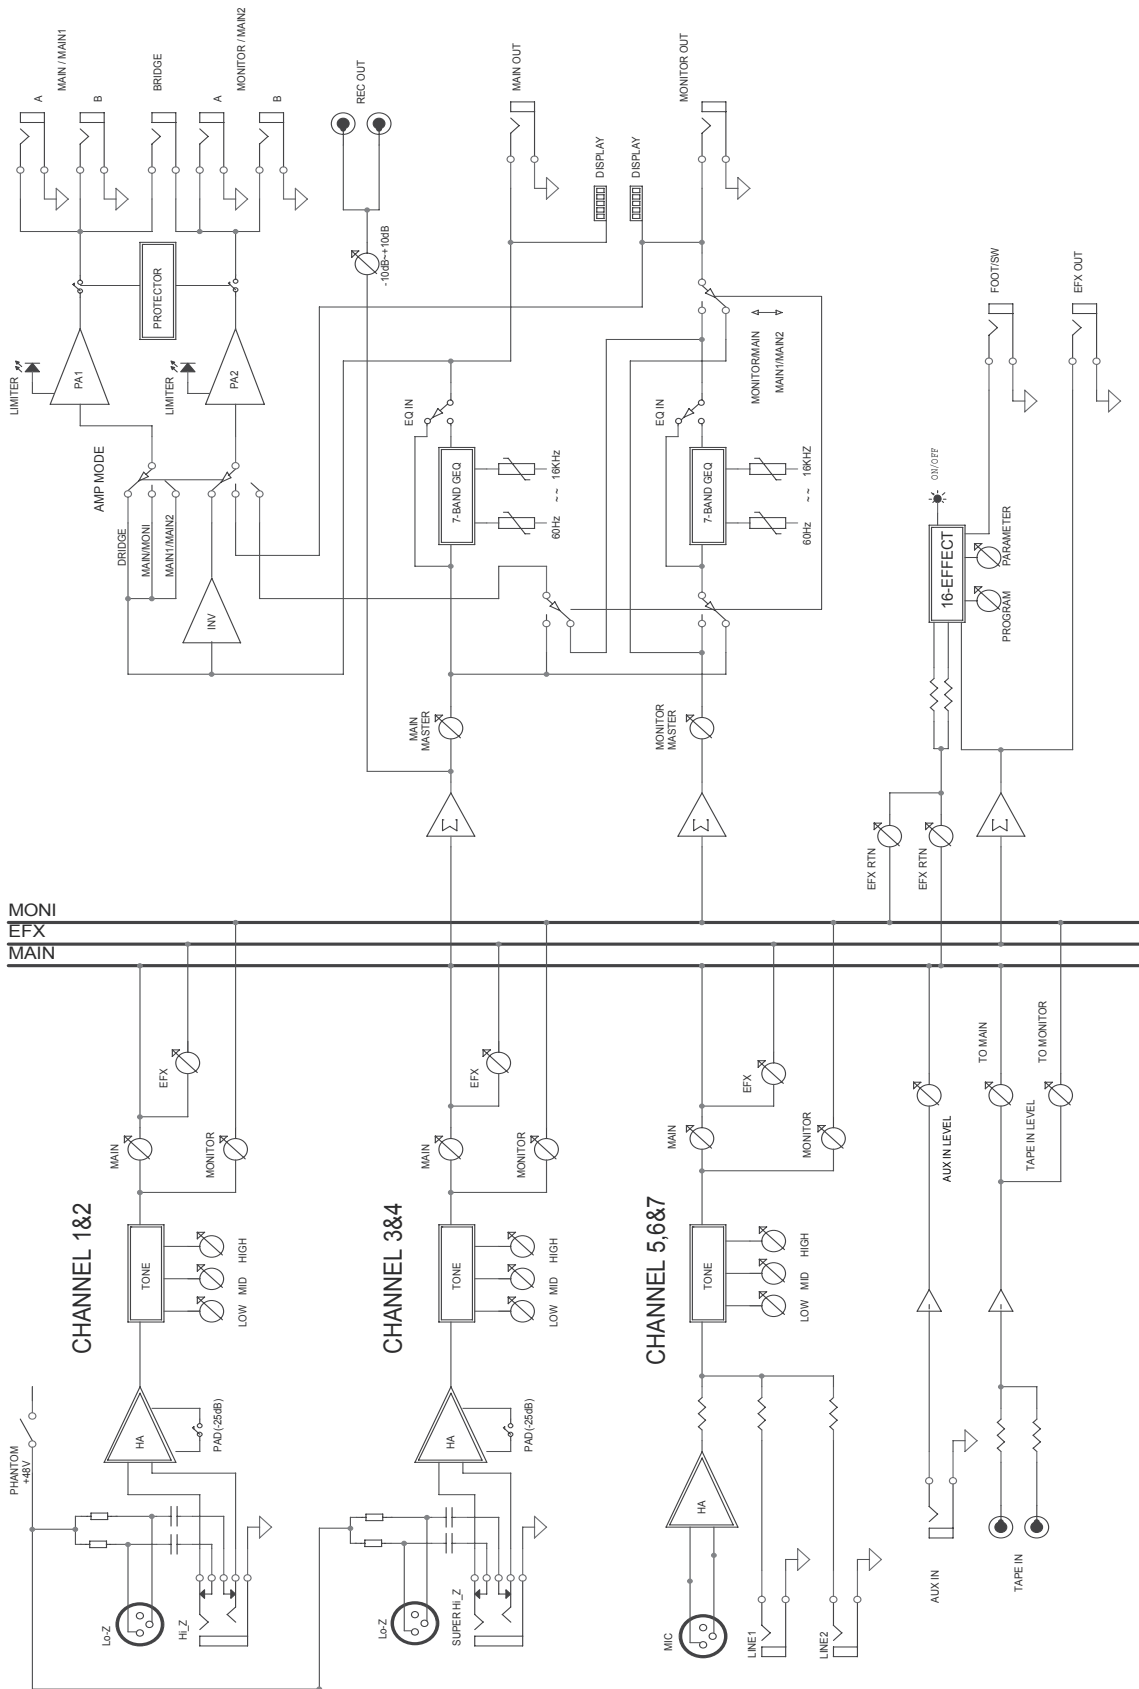 MAIN / MAIN1
A
B
BRIDGE
MONITOR / MAIN2
A
B
REC OUT
MAIN OUT
MONITOR OUT
-10dB~+10dB
DISPLAY
DISPLAY
FOOT/SW
EFX OUT
PROTECTOR
LIMITER
PA1
LIMITER
PA2
AMP MODE
DRIDGE
MAIN/MONI
MAIN1/MAIN2
INV
EQ IN
7-BAND GEQ
60Hz ~ ~ 16KHz
EQ IN
7-BAND GEQ
60Hz ~ ~ 16KHZ
MONITOR/MAIN
MAIN1/MAIN2
ON/OFF
16-EFFECT
PROGRAM
PARAMETER
MAIN
MASTER
MONITOR
MASTER
Σ
Σ
Σ
EFX RTN
EFX RTN
MONI
EFX
MAIN
CHANNEL 1&2
MAIN
EFX
MONITOR
TONE
LOW MID HIGH
HA
PAD(-25dB)
PHANTOM
+48V
Lo-Z
Hi_Z
CHANNEL 3&4
MAIN
EFX
MONITOR
TONE
LOW MID HIGH
HA
PAD(-25dB)
Lo-Z
SUPER Hi_Z
CHANNEL 5,6&7
MAIN
EFX
MONITOR
TONE
LOW MID HIGH
HA
MIC
LINE1
LINE2
AUX IN LEVEL
TO MAIN
TAPE IN LEVEL
TO MONITOR
AUX IN
TAPE IN